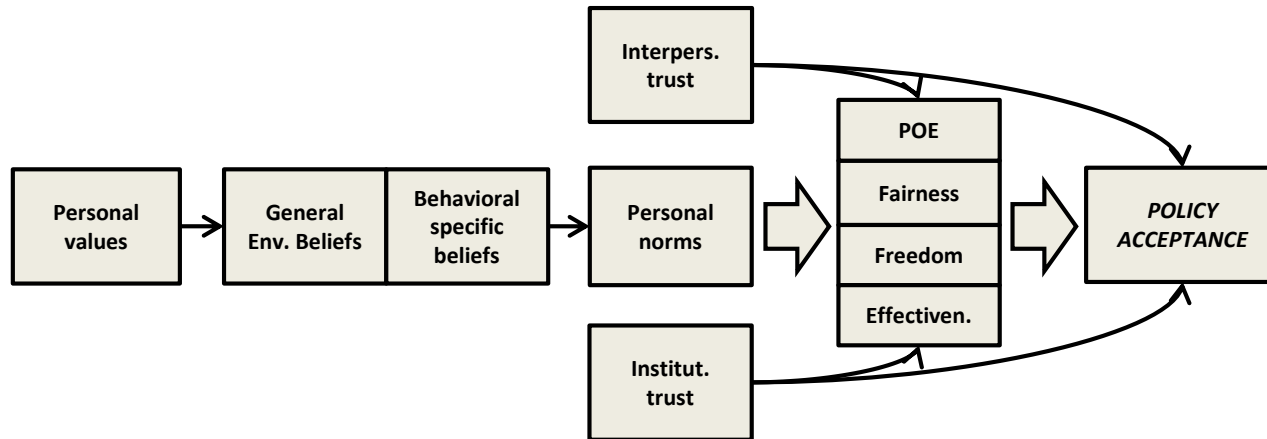 Interpers.
trust
POE
Fairness
Freedom
Effectiven.
Personal
values
General
Env. Beliefs
Behavioral
specific
beliefs
Personal
norms
POLICY
ACCEPTANCE
Institut.
trust